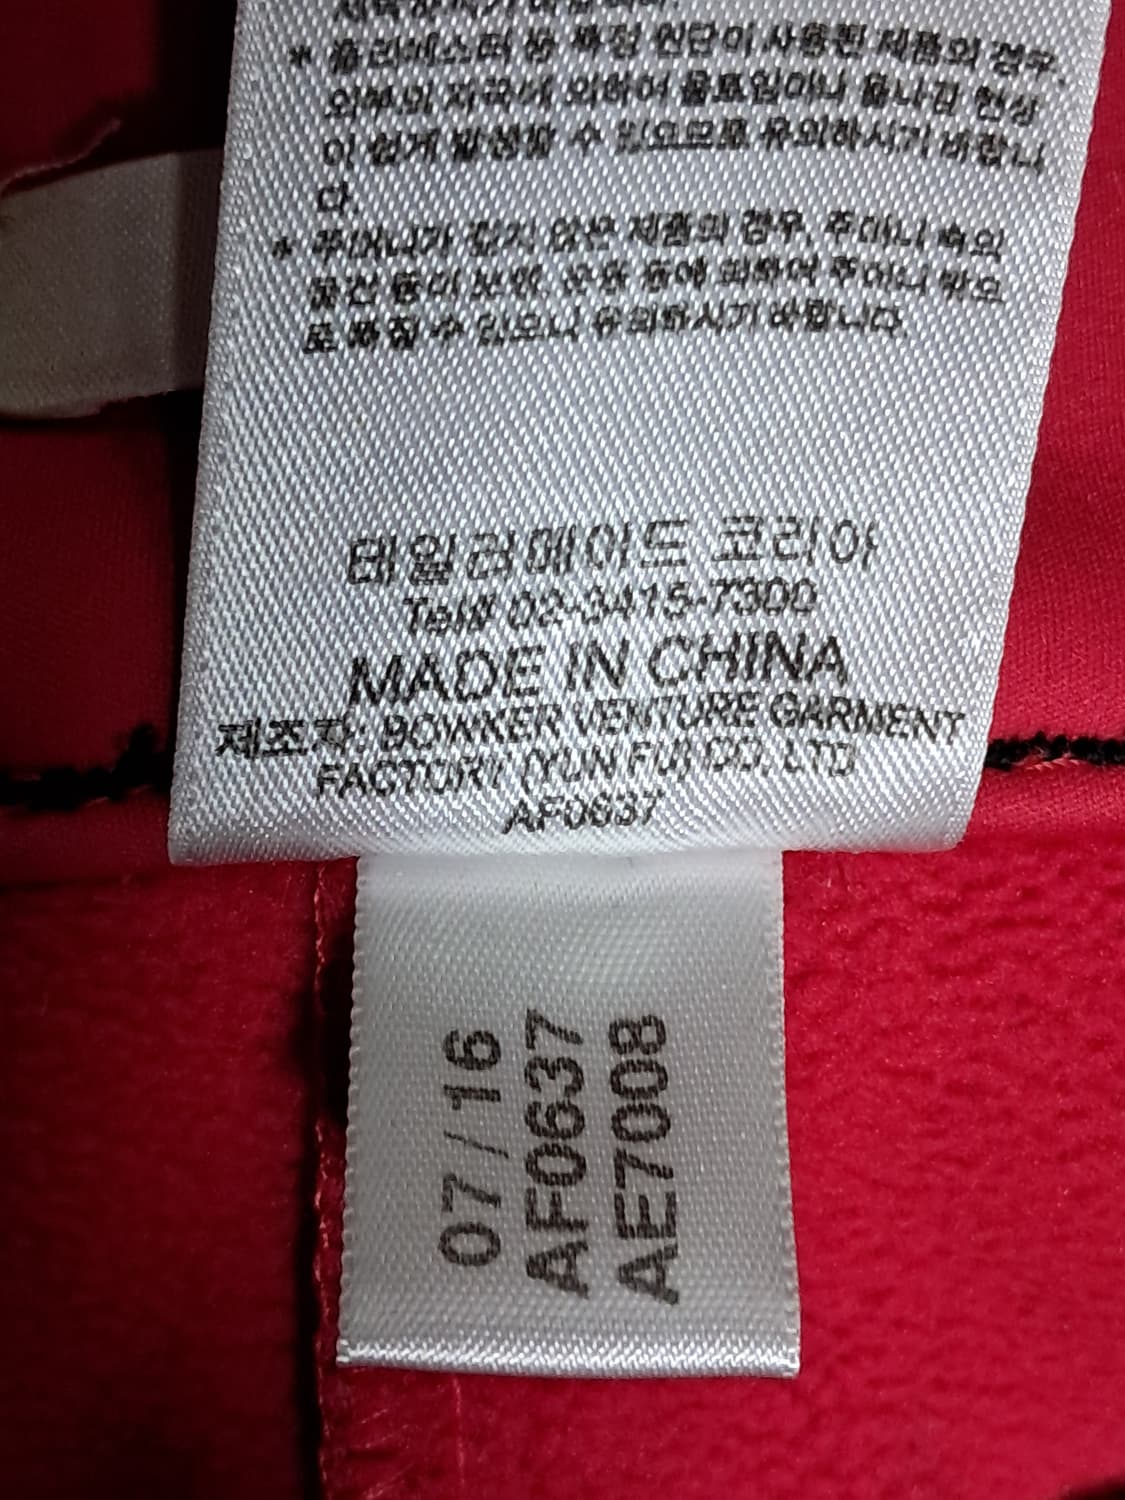 * 폴리에스터 등 부정 원단이 사용된 제품의 경우,
외부의 자극에 의하여 올트임이나 올나감 현상
이 쉽게 발생할 수 있으므로 유의하시기 바랍니
다.
* 주머니가 깊지 않은 제품의 경우, 주머니 속의
물건 등이 보행, 운동 등에 의하여 주머니 밖으
로 빠질 수 있으니 유의하시기 바랍니다
테일러메이드 코리아
Tel# 02-3415-7300
MADE IN CHINA
제조자: BOWKER VENTURE GARMENT
FACTORY (YUN FU) CO., LTD
AF0637
07/16
AF0637
AE7008